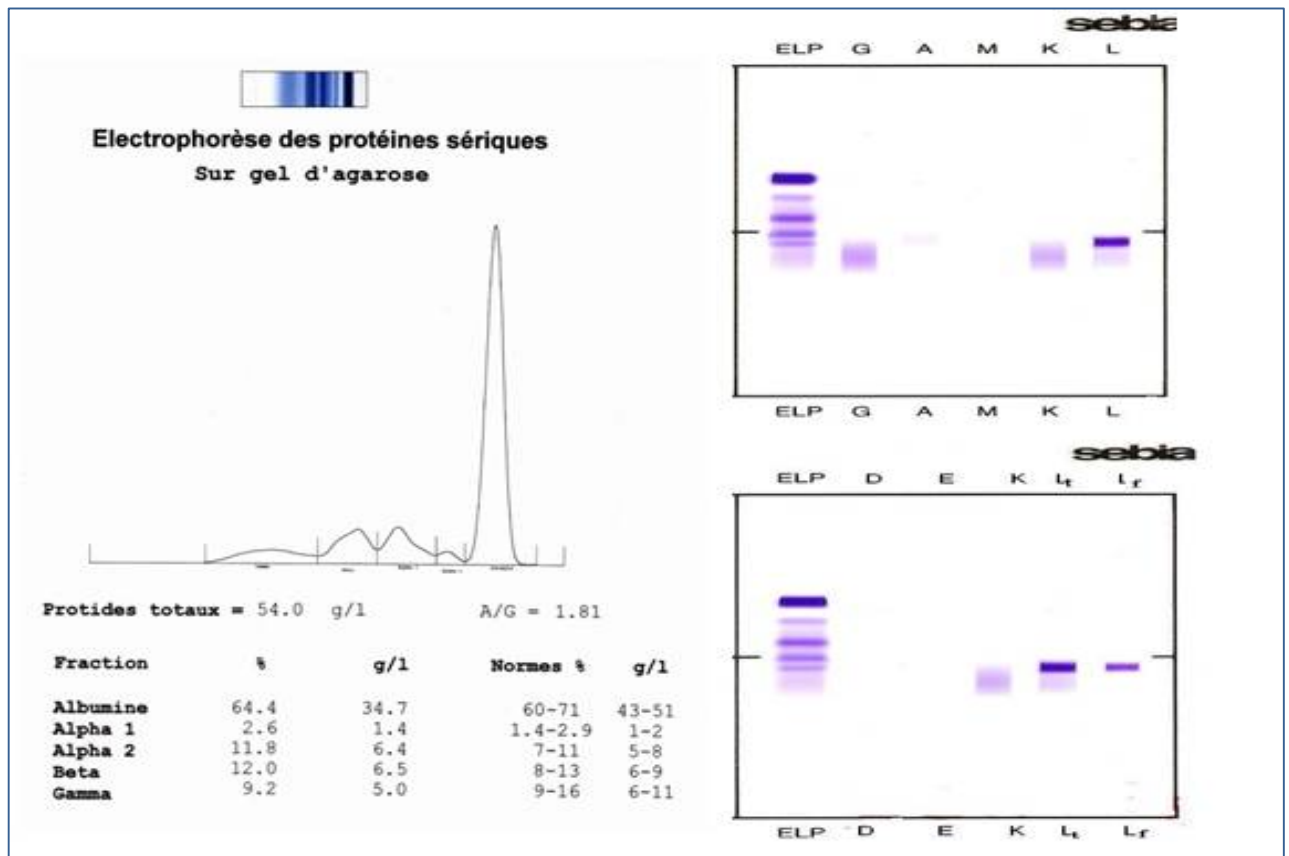 Electrophorèse des protéines sériques
Sur gel d'agarose
Protides totaux = 54.0 g/l A/G = 1.81
Fraction % g/l Normes % g/l
Albumine 64.4 34.7 60-71 43-51
Alpha 1 2.6 1.4 1.4-2.9 1-2
Alpha 2 11.8 6.4 7-11 5-8
Beta 12.0 6.5 8-13 6-9
Gamma 9.2 5.0 9-16 6-11
sebia
ELP G A M K L
ELP G A M K L
sebia
ELP D E K Lt Lf
ELP D E K Lt Lf